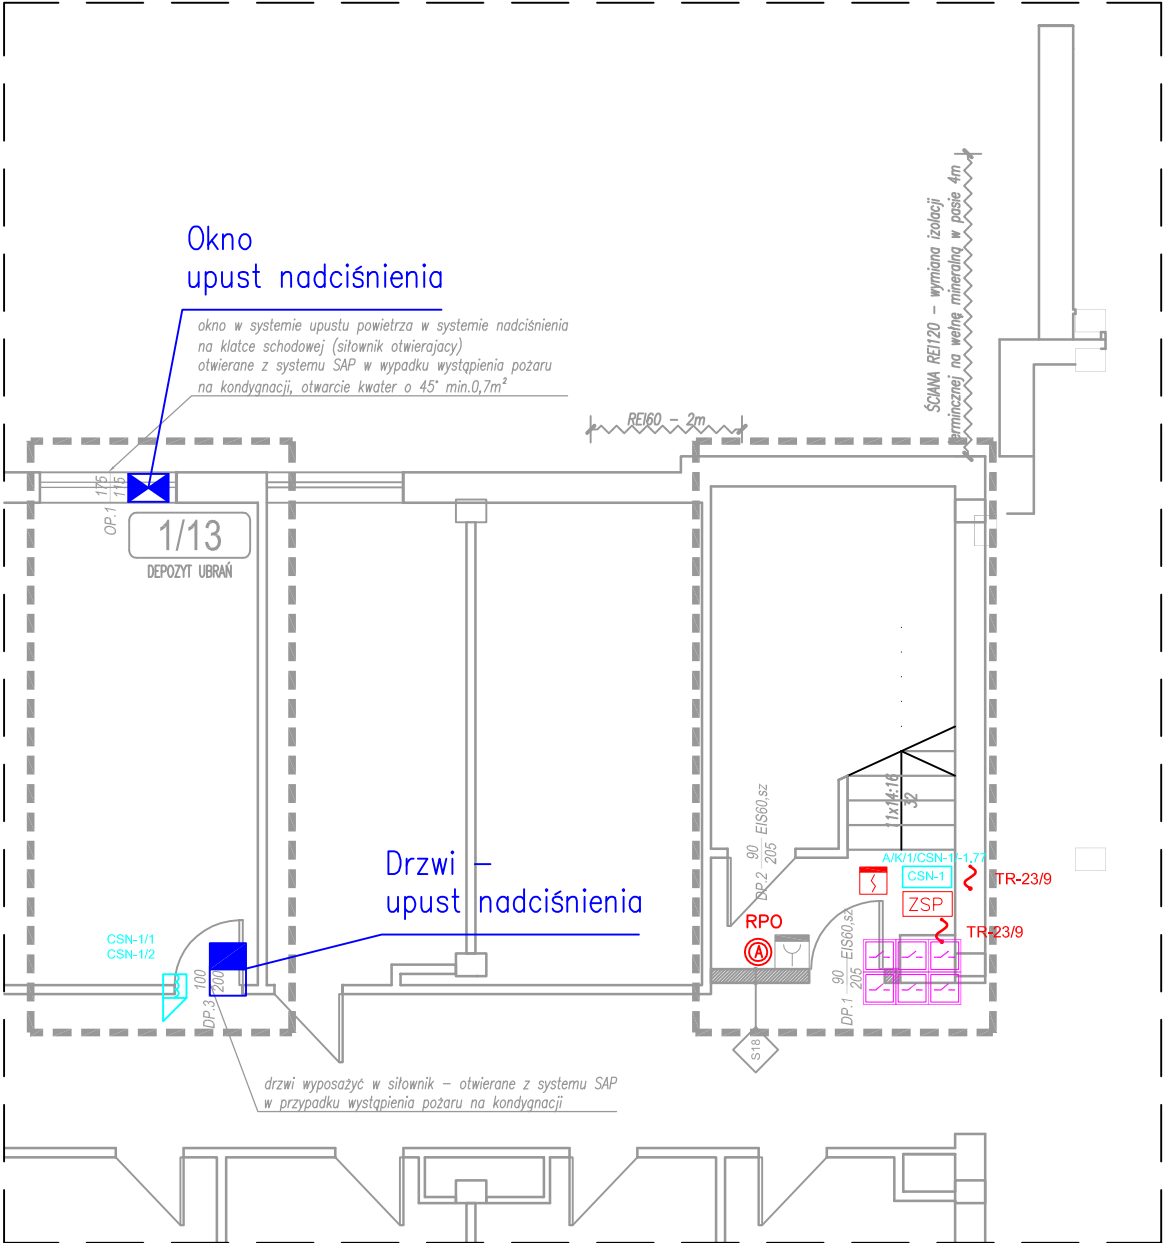 Okno
upust nadciśnienia
okno w systemie upustu powietrza w systemie nadciśnienia
na klatce schodowej (siłownik otwierajacy)
otwierane z systemu SAP w wypadku wystąpienia pożaru
na kondygnacji, otwarcie kwater o 45° min.0,7m²
ŚCIANA REI120 – wymiana izolacji
termincznej na wełnę mineralną w pasie 4m
REI60 – 2m
OP.1 175
115
1/13
DEPOZYT UBRAŃ
11x14:16
32
DP.2 90 EIS60,sz
205
A/K/1/CSN-1/-1.77
CSN-1
TR-23/9
ZSP
TR-23/9
RPO
A
DP.1 90 EIS60,sz
205
S18
Drzwi –
upust nadciśnienia
CSN-1/1
CSN-1/2
DP.3 100
200
drzwi wyposażyć w siłownik – otwierane z systemu SAP
w przypadku wystąpienia pożaru na kondygnacji